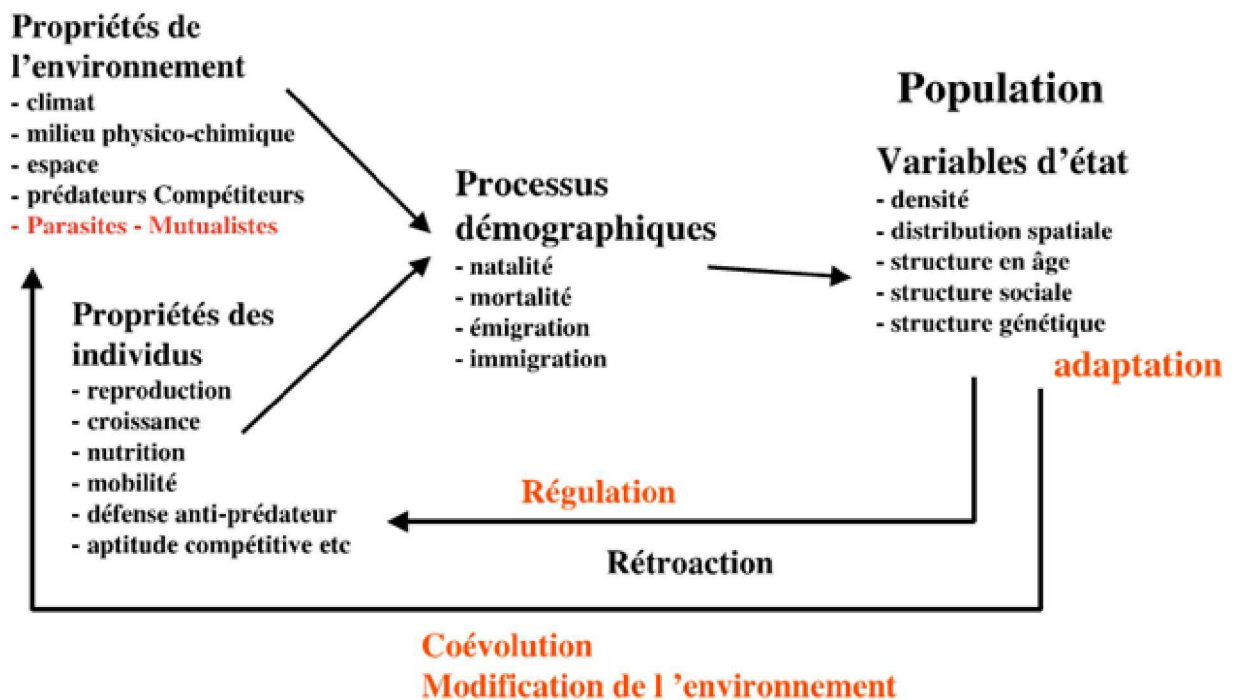 Propriétés de
l'environnement
- climat
- milieu physico-chimique
- espace
- prédateurs Compétiteurs
- Parasites - Mutualistes
Propriétés des
individus
- reproduction
- croissance
- nutrition
- mobilité
- défense anti-prédateur
- aptitude compétitive etc
Processus
démographiques
- natalité
- mortalité
- émigration
- immigration
Population
Variables d'état
- densité
- distribution spatiale
- structure en âge
- structure sociale
- structure génétique
adaptation
Régulation
Rétroaction
Coévolution
Modification de l 'environnement